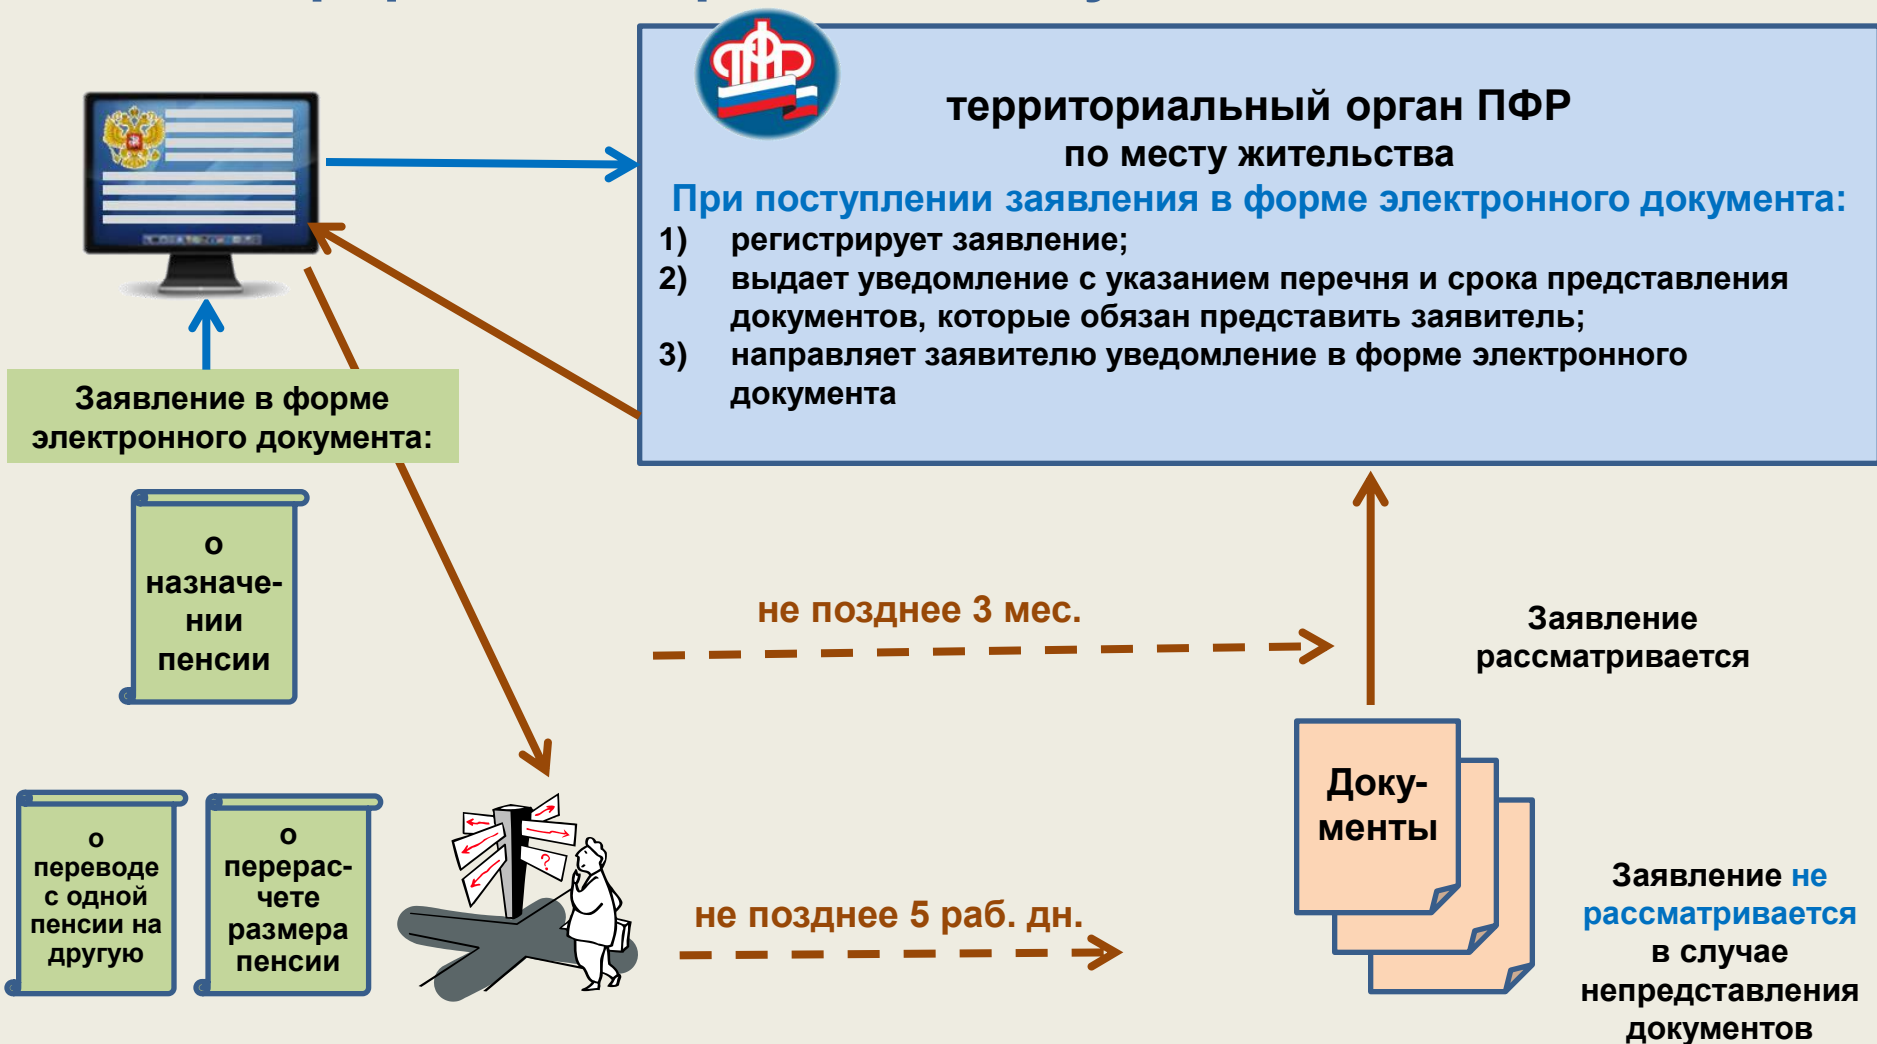 территориальный орган ПФР
по месту жительства
При поступлении заявления в форме электронного документа:
1) регистрирует заявление;
2) выдает уведомление с указанием перечня и срока представления
документов, которые обязан представить заявитель;
3) направляет заявителю уведомление в форме электронного
документа
Заявление в форме
электронного документа:
о
назначе-
нии
пенсии
не позднее 3 мес.
Заявление
рассматривается
о
переводе
с одной
пенсии на
другую
о
перерас-
чете
размера
пенсии
?
не позднее 5 раб. дн.
Доку-
менты
Заявление не
рассматривается
в случае
непредставления
документов